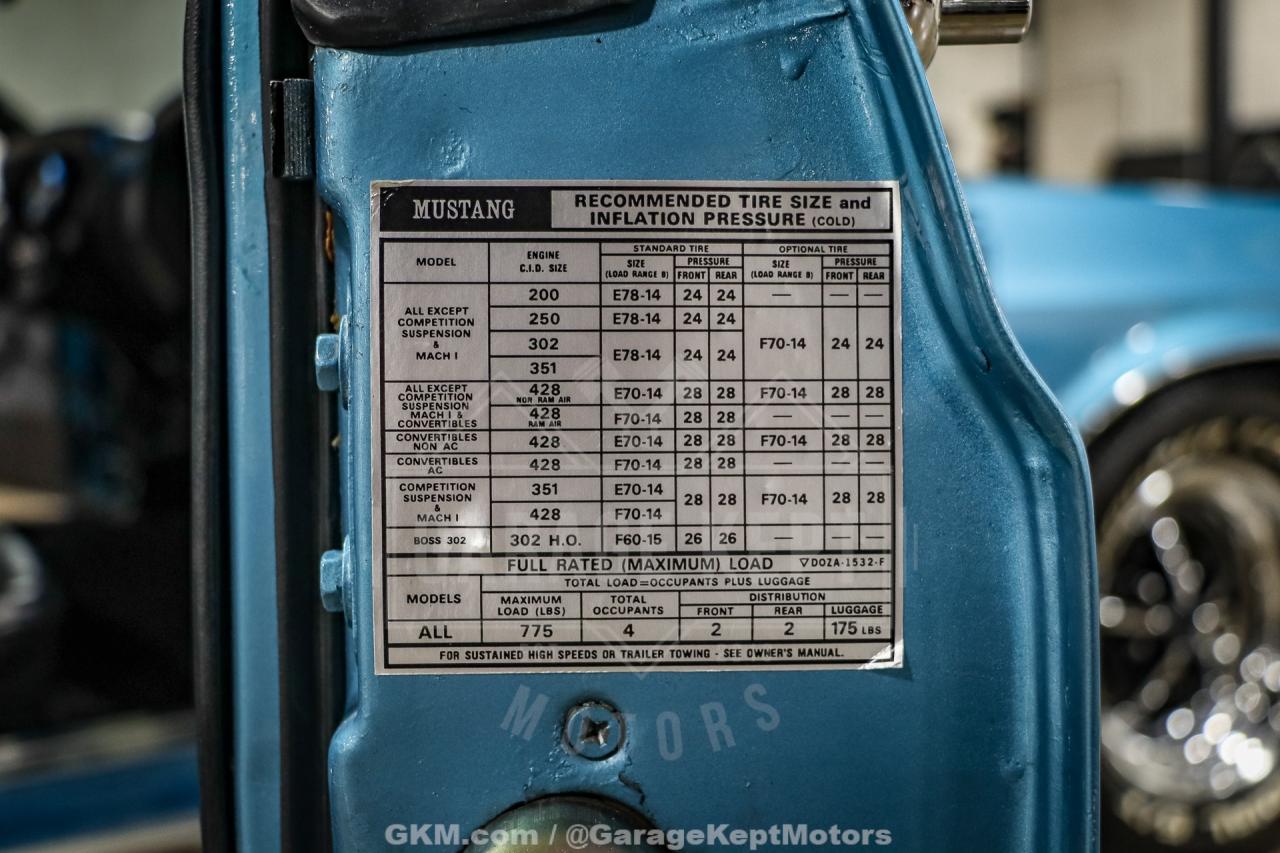 MUSTANG
RECOMMENDED TIRE SIZE and
INFLATION PRESSURE (COLD)
MODEL ENGINE C.I.D. SIZE STANDARD TIRE OPTIONAL TIRE
SIZE (LOAD RANGE B) PRESSURE SIZE (LOAD RANGE B) PRESSURE
FRONT REAR FRONT REAR
ALL EXCEPT
COMPETITION
SUSPENSION
&
MACH I
200 E78-14 24 24 — — —
250 E78-14 24 24 F70-14 24 24
302 E78-14 24 24
351
ALL EXCEPT
COMPETITION
SUSPENSION
MACH I &
CONVERTIBLES
428 NON RAM AIR E70-14 28 28 F70-14 28 28
428 RAM AIR F70-14 28 28 — — —
CONVERTIBLES
NON AC
428 E70-14 28 28 F70-14 28 28
CONVERTIBLES
AC
428 F70-14 28 28 — — —
COMPETITION
SUSPENSION
&
MACH I
351 E70-14 28 28 F70-14 28 28
428 F70-14
BOSS 302 302 H.O. F60-15 26 26 — — —
FULL RATED (MAXIMUM) LOAD ▽DOZA-1532-F
TOTAL LOAD=OCCUPANTS PLUS LUGGAGE
MODELS MAXIMUM LOAD (LBS) TOTAL OCCUPANTS DISTRIBUTION
FRONT REAR LUGGAGE
ALL 775 4 2 2 175 LBS
FOR SUSTAINED HIGH SPEEDS OR TRAILER TOWING - SEE OWNER'S MANUAL.
GARAGE KEPT
MOTORS
GKM.com / @GarageKeptMotors